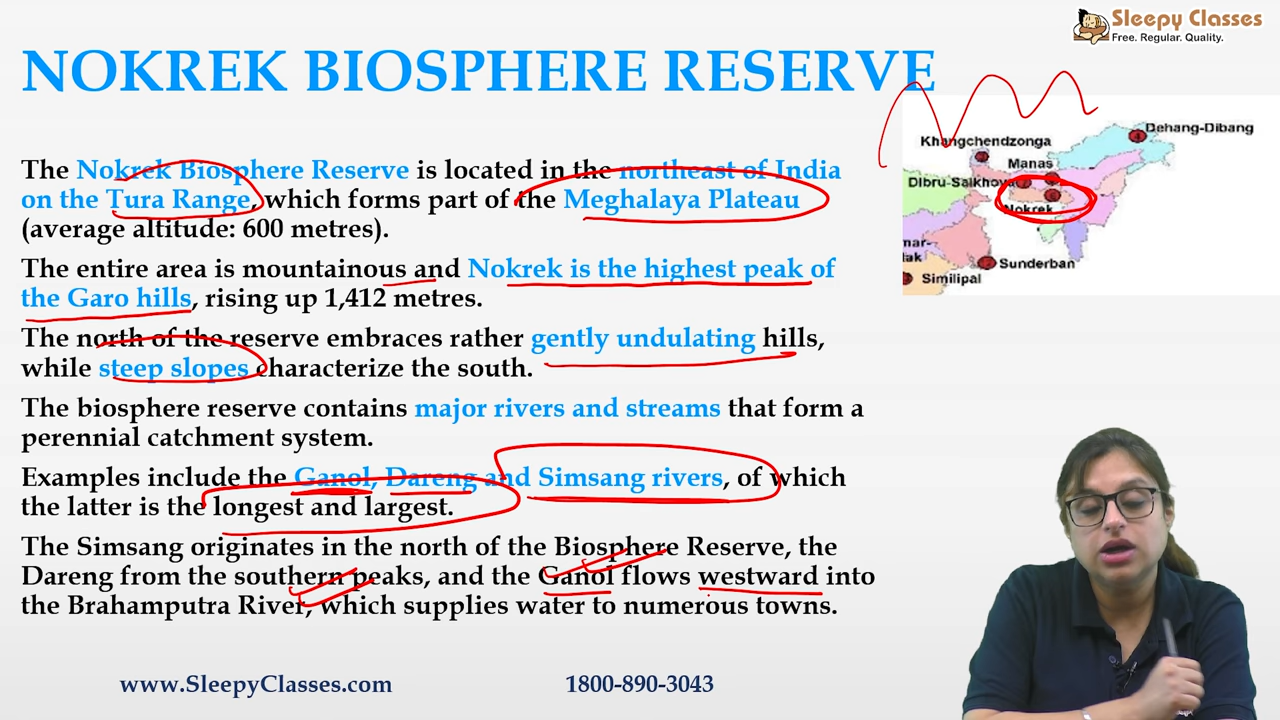 Sleepy Classes
Free. Regular. Quality.
NOKREK BIOSPHERE RESERVE
The Nokrek Biosphere Reserve is located in the northeast of India
on the Tura Range, which forms part of the Meghalaya Plateau
(average altitude: 600 metres).
The entire area is mountainous and Nokrek is the highest peak of
the Garo hills, rising up 1,412 metres.
The north of the reserve embraces rather gently undulating hills,
while steep slopes characterize the south.
The biosphere reserve contains major rivers and streams that form a
perennial catchment system.
Examples include the Ganol, Dareng and Simsang rivers, of which
the latter is the longest and largest.
The Simsang originates in the north of the Biosphere Reserve, the
Dareng from the southern peaks, and the Ganol flows westward into
the Brahamputra River, which supplies water to numerous towns.
Dehang-Dibang
Khangchendzonga
Manas
Dibru-Saikhova
Nokrek
Sunderban
Similipal
www.SleepyClasses.com
1800-890-3043